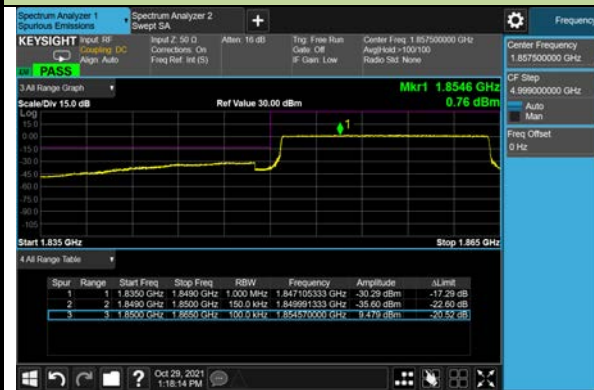 Spectrum Analyzer 1
Spurious Emissions
Spectrum Analyzer 2
Swept SA
+
Frequency
KEYSIGHT
Input: RF
Coupling: DC
Align: Auto
Input Z: 50 Ω
Corrections: On
Freq Ref: Int (S)
Atten: 16 dB
Trig: Free Run
Gate: Off
IF Gain: Low
Center Freq: 1.857500000 GHz
Avg|Hold:>100/100
Radio Std: None
PASS
Center Frequency
1.857500000 GHz
CF Step
4.999000000 GHz
Auto
Man
Freq Offset
0 Hz
3 All Range Graph
Mkr1 1.8546 GHz
0.76 dBm
Scale/Div 15.0 dB
Ref Value 30.00 dBm
Log
15.0
0.00
-15.0
-30.0
-45.0
-60.0
-75.0
-90.0
-105
1
Start 1.835 GHz
Stop 1.865 GHz
4 All Range Table
Spur Range Start Freq Stop Freq RBW Frequency Amplitude ΔLimit
1 1 1.8350 GHz 1.8490 GHz 1.000 MHz 1.847105333 GHz -30.29 dBm -17.29 dB
2 2 1.8490 GHz 1.8500 GHz 150.0 kHz 1.849991333 GHz -35.60 dBm -22.60 dB
3 3 1.8500 GHz 1.8650 GHz 100.0 kHz 1.854570000 GHz 9.479 dBm -20.52 dB
?
Oct 29, 2021
1:18:14 PM